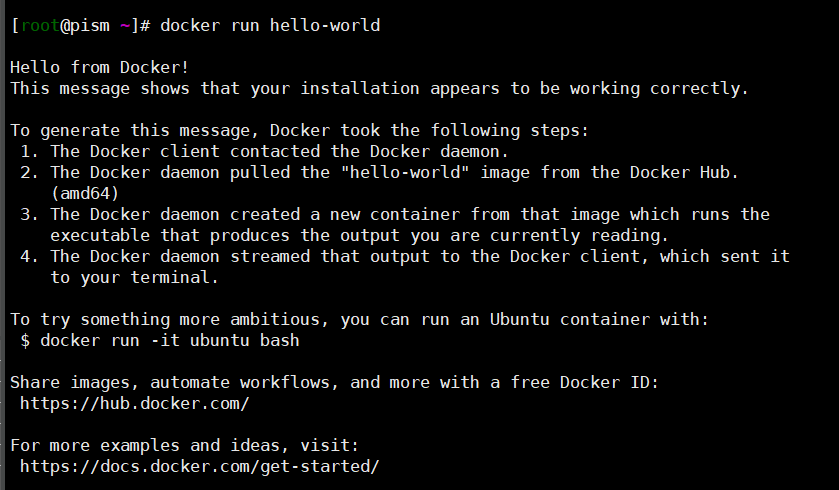 [root@pism ~]# docker run hello-world
Hello from Docker!
This message shows that your installation appears to be working correctly.
To generate this message, Docker took the following steps:
1. The Docker client contacted the Docker daemon.
2. The Docker daemon pulled the "hello-world" image from the Docker Hub.
(amd64)
3. The Docker daemon created a new container from that image which runs the
executable that produces the output you are currently reading.
4. The Docker daemon streamed that output to the Docker client, which sent it
to your terminal.
To try something more ambitious, you can run an Ubuntu container with:
$ docker run -it ubuntu bash
Share images, automate workflows, and more with a free Docker ID:
https://hub.docker.com/
For more examples and ideas, visit:
https://docs.docker.com/get-started/